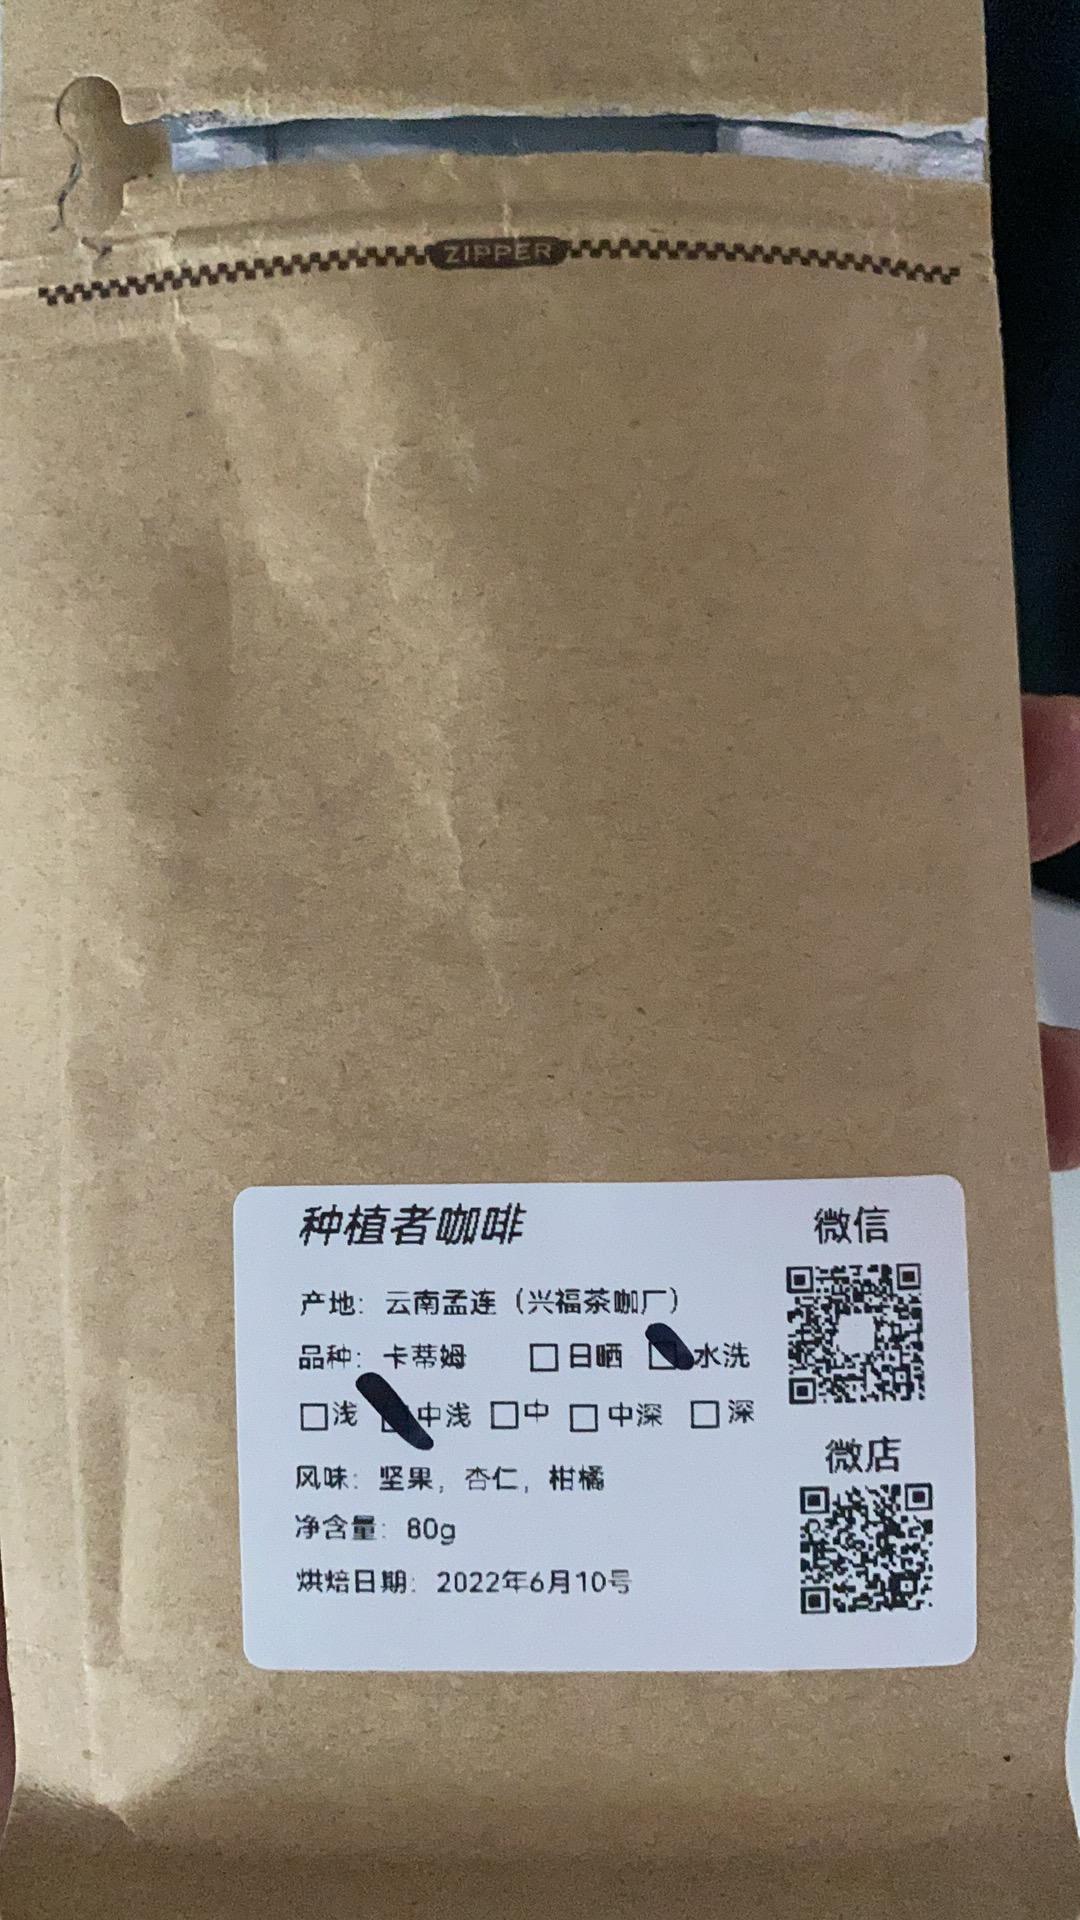 ZIPPER
种植者咖啡
微信
产地：云南孟连（兴福茶咖厂）
品种：卡蒂姆 □日晒 □水洗
□浅 □中浅 □中 □中深 □深
微店
风味：坚果，杏仁，柑橘
净含量：80g
烘焙日期：2022年6月10号